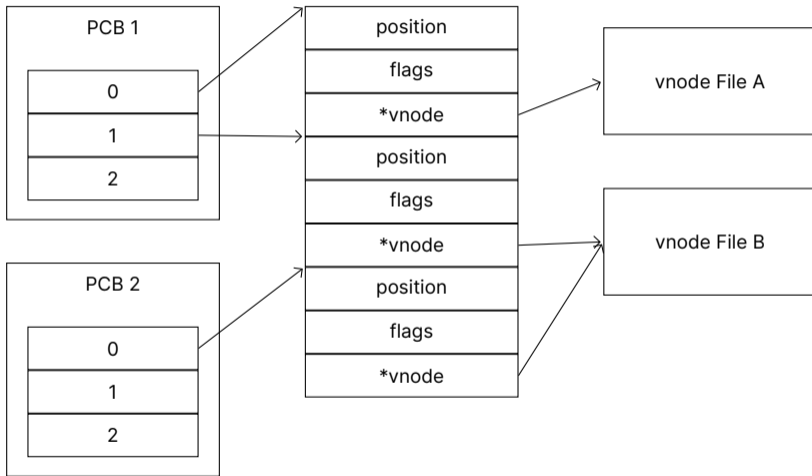 PCB 1
0
1
2
PCB 2
0
1
2
position
flags
*vnode
position
flags
*vnode
position
flags
*vnode
vnode File A
vnode File B